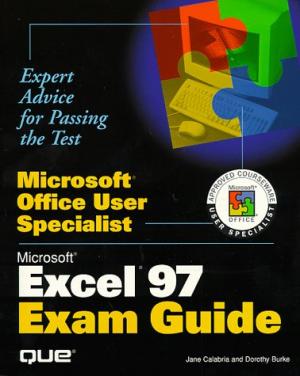 Expert
Advice
for Passing
the Test
Microsoft®
Office User
Specialist
APPROVED COURSEWARE
Microsoft®
OFFICE
USER SPECIALIST
Microsoft®
Excel® 97
Exam Guide
QUE®
Jane Calabria and Dorothy Burke